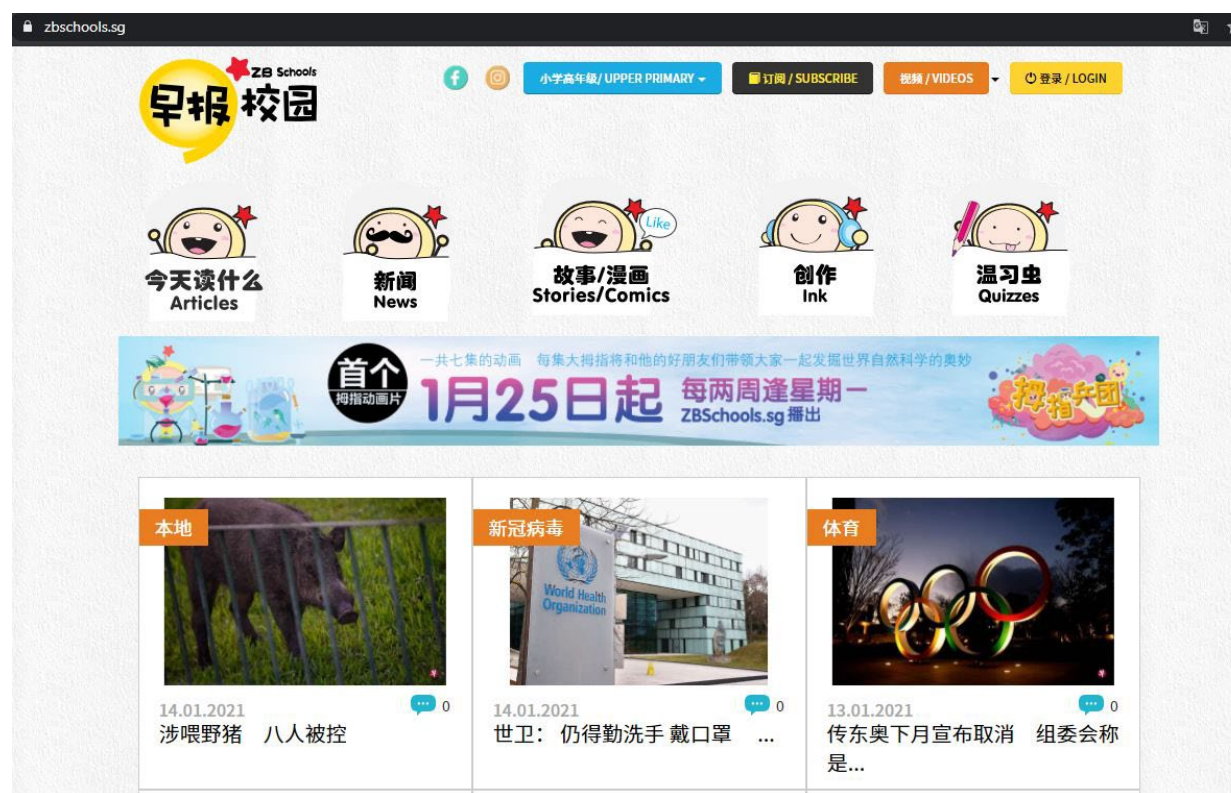 zbschools.sg
ZB Schools
早报校园
小学高年级/ UPPER PRIMARY
订阅 / SUBSCRIBE
视频 / VIDEOS
登录 / LOGIN
今天读什么
Articles
新闻
News
Like
故事/漫画
Stories/Comics
创作
Ink
温习虫
Quizzes
首个
拇指动画片
一共七集的动画 每集大拇指将和他的好朋友们带领大家一起发掘世界自然科学的奥妙
1月25日起
每两周逢星期一
ZBSchools.sg 播出
拇指兵团
本地
14.01.2021
0
涉喂野猪 八人被控
新冠病毒
World Health
Organization
14.01.2021
0
世卫： 仍得勤洗手 戴口罩 ...
体育
13.01.2021
0
传东奥下月宣布取消 组委会称
是...